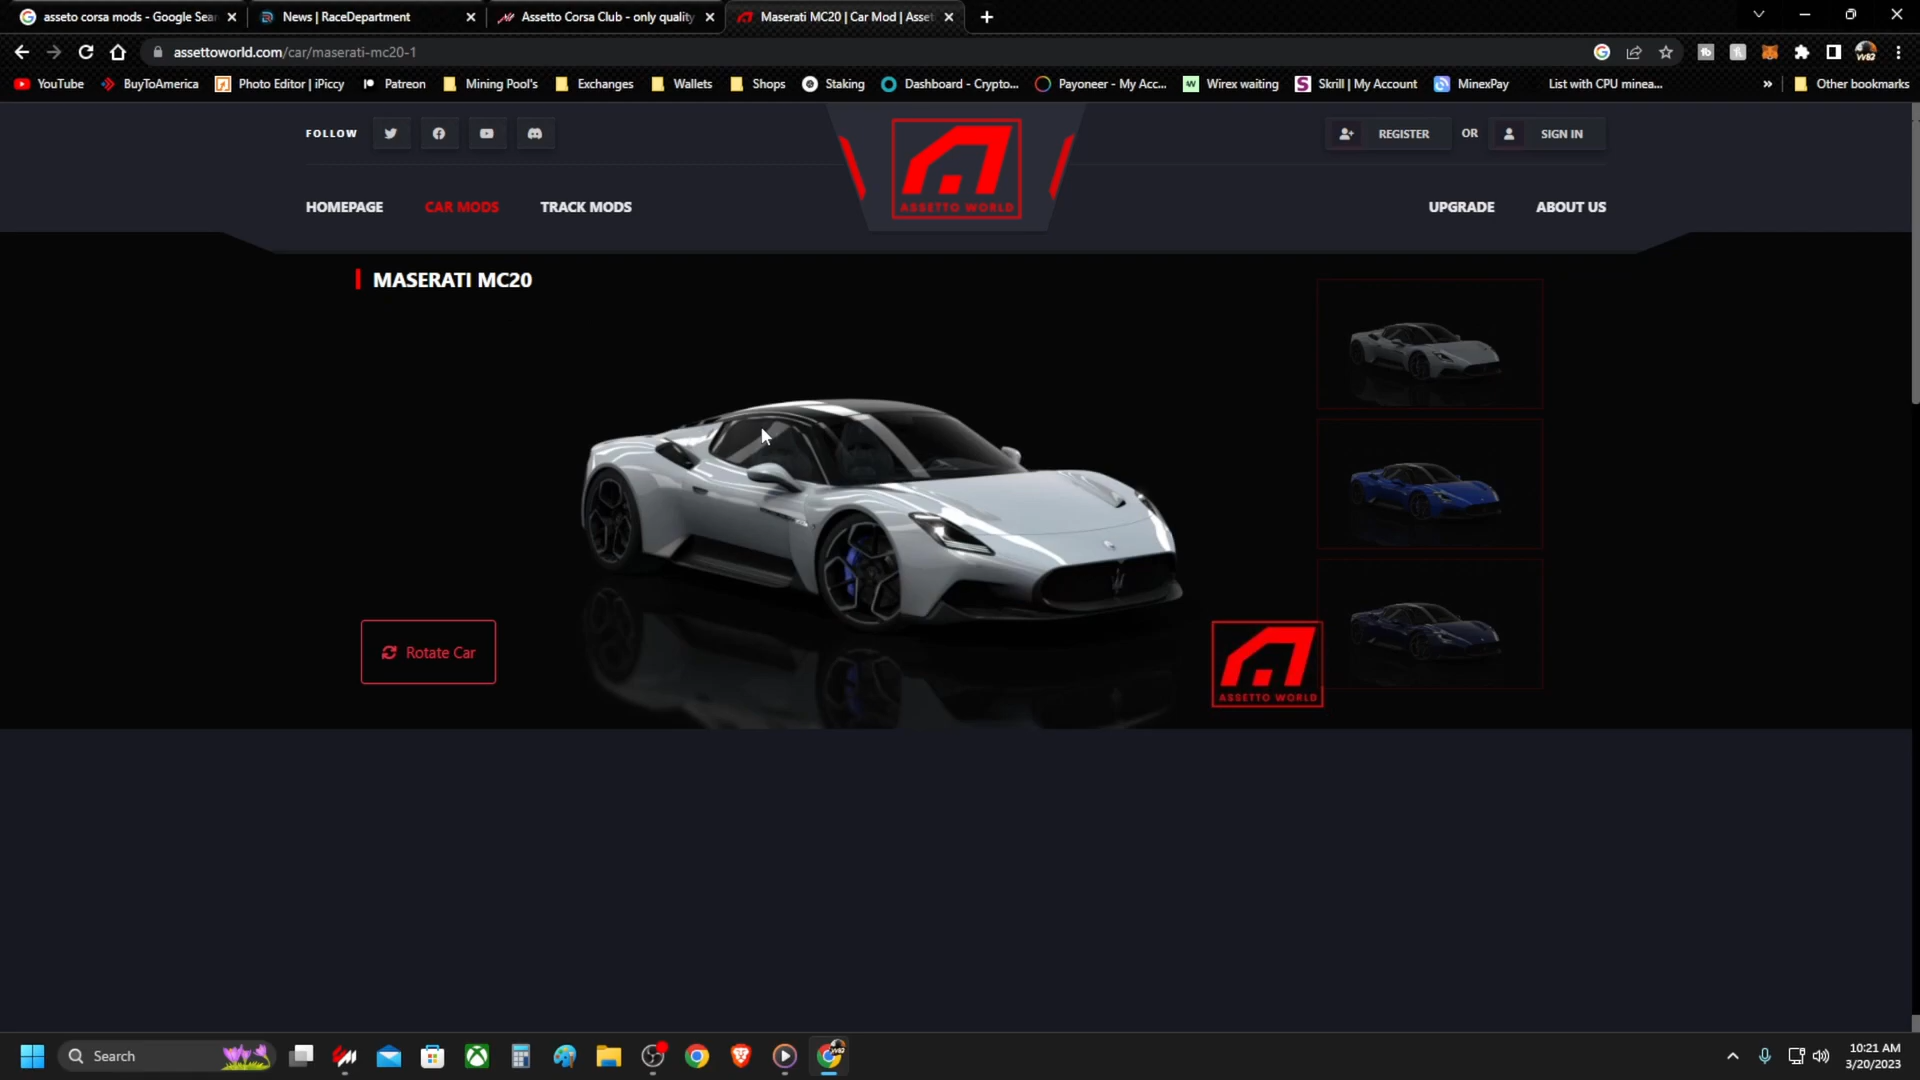 asseto corsa mods - Google Sear
News | RaceDepartment
Assetto Corsa Club - only quality
Maserati MC20 | Car Mod | Asset
assettoworld.com/car/maserati-mc20-1
YouTube
BuyToAmerica
Photo Editor | iPiccy
Patreon
Mining Pool's
Exchanges
Wallets
Shops
Staking
Dashboard - Crypto...
Payoneer - My Acc...
Wirex waiting
Skrill | My Account
MinexPay
List with CPU minea...
»
Other bookmarks
FOLLOW
REGISTER
OR
SIGN IN
HOMEPAGE
CAR MODS
TRACK MODS
ASSETTO WORLD
UPGRADE
ABOUT US
MASERATI MC20
Rotate Car
ASSETTO WORLD
Search
10:21 AM
3/20/2023